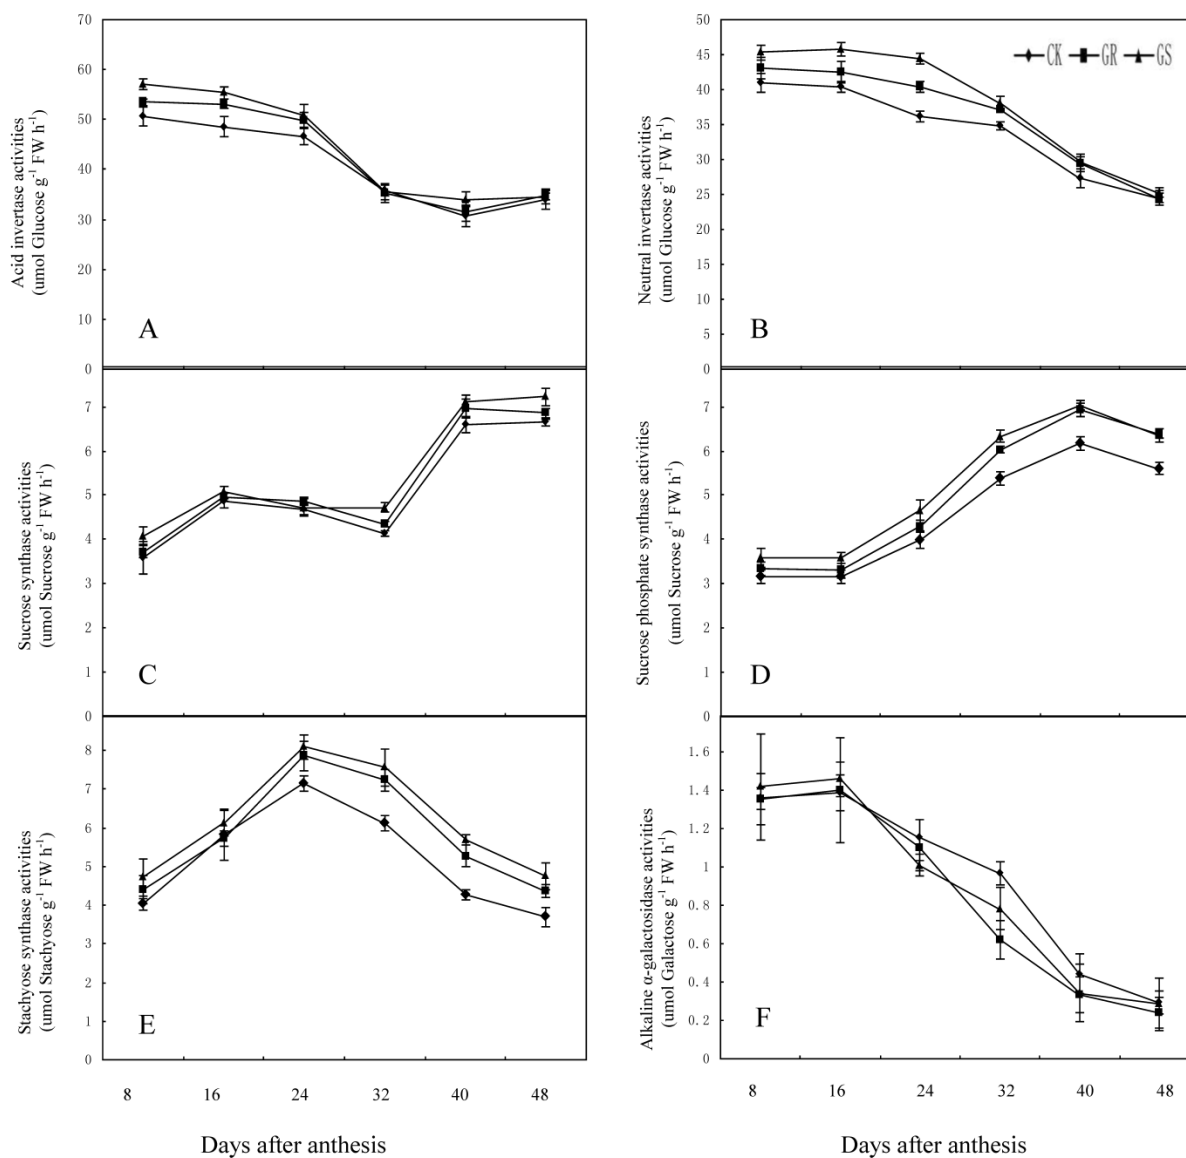 70
60
50
40
30
20
10
0
Acid invertase activities
(umol Glucose g-1 FW h-1)
A
50
45
40
35
30
25
20
15
10
5
0
Neutral invertase activities
(umol Glucose g-1 FW h-1)
CK GR GS
B
7
6
5
4
3
2
1
0
Sucrose synthase activities
(umol Sucrose g-1 FW h-1)
C
7
6
5
4
3
2
1
0
Sucrose phosphate synthase activities
(umol Sucrose g-1 FW h-1)
D
8
7
6
5
4
3
2
1
0
Stachyose synthase activities
(umol Stachyose g-1 FW h-1)
E
8 16 24 32 40 48
Days after anthesis
1.6
1.4
1.2
1
0.8
0.6
0.4
0.2
0
Alkaline α-galactosidase activities
(umol Galactose g-1 FW h-1)
F
8 16 24 32 40 48
Days after anthesis